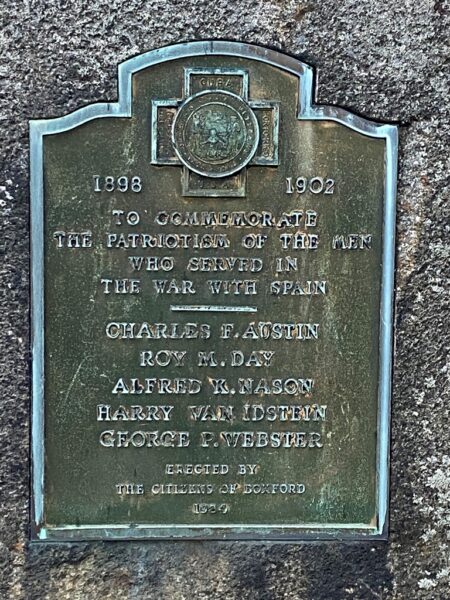 CUBA
1898 1902
TO COMMEMORATE
THE PATRIOTISM OF THE MEN
WHO SERVED IN
THE WAR WITH SPAIN
CHARLES F. AUSTIN
ROY M. DAY
ALFRED K. NASON
HARRY VAN IDSTEIN
GEORGE P. WEBSTER
ERECTED BY
THE CITIZENS OF BOXFORD